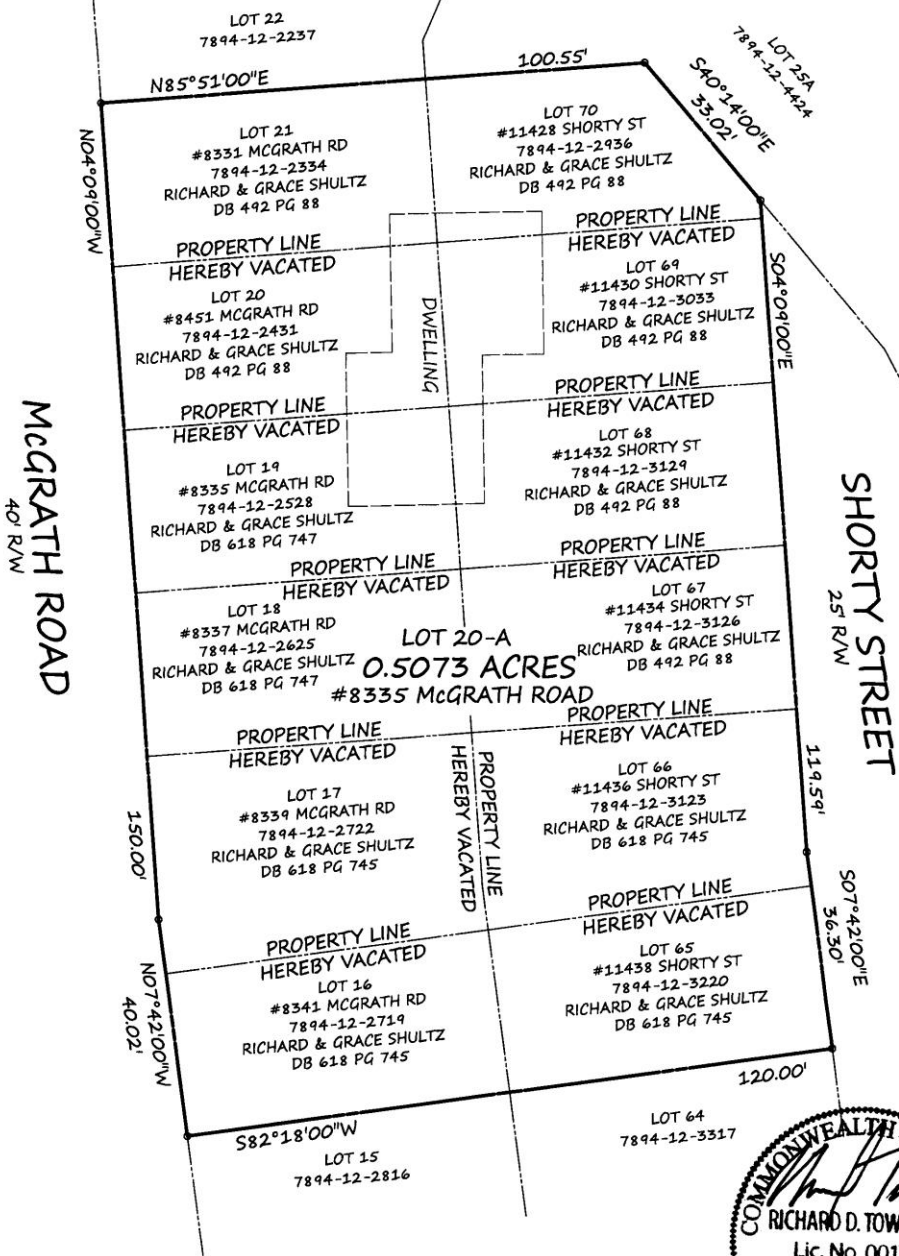 LOT 22
7894-12-2237
LOT 25A
7894-12-4424
N85°51'00"E
100.55'
S40°14'00"E
33.02'
N04°09'00"W
LOT 21
#8331 MCGRATH RD
7894-12-2334
RICHARD & GRACE SHULTZ
DB 492 PG 88
LOT 70
#11428 SHORTY ST
7894-12-2936
RICHARD & GRACE SHULTZ
DB 492 PG 88
PROPERTY LINE
HEREBY VACATED
PROPERTY LINE
HEREBY VACATED
LOT 20
#8451 MCGRATH RD
7894-12-2431
RICHARD & GRACE SHULTZ
DB 492 PG 88
DWELLING
LOT 69
#11430 SHORTY ST
7894-12-3033
RICHARD & GRACE SHULTZ
DB 492 PG 88
S04°09'00"E
PROPERTY LINE
HEREBY VACATED
PROPERTY LINE
HEREBY VACATED
McGRATH ROAD
40' R/W
LOT 19
#8335 MCGRATH RD
7894-12-2528
RICHARD & GRACE SHULTZ
DB 618 PG 747
LOT 68
#11432 SHORTY ST
7894-12-3129
RICHARD & GRACE SHULTZ
DB 492 PG 88
SHORTY STREET
25' R/W
PROPERTY LINE
HEREBY VACATED
PROPERTY LINE
HEREBY VACATED
LOT 18
#8337 MCGRATH RD
7894-12-2625
RICHARD & GRACE SHULTZ
DB 618 PG 747
LOT 67
#11434 SHORTY ST
7894-12-3126
RICHARD & GRACE SHULTZ
DB 492 PG 88
LOT 20-A
0.5073 ACRES
#8335 McGRATH ROAD
PROPERTY LINE
HEREBY VACATED
PROPERTY LINE
HEREBY VACATED
PROPERTY LINE
HEREBY VACATED
LOT 17
#8339 MCGRATH RD
7894-12-2722
RICHARD & GRACE SHULTZ
DB 618 PG 745
LOT 66
#11436 SHORTY ST
7894-12-3123
RICHARD & GRACE SHULTZ
DB 618 PG 745
150.00'
119.59'
PROPERTY LINE
HEREBY VACATED
PROPERTY LINE
HEREBY VACATED
N07°42'00"W
40.02'
S07°42'00"E
36.30'
LOT 16
#8341 MCGRATH RD
7894-12-2719
RICHARD & GRACE SHULTZ
DB 618 PG 745
LOT 65
#11438 SHORTY ST
7894-12-3220
RICHARD & GRACE SHULTZ
DB 618 PG 745
S82°18'00"W
120.00'
LOT 15
7894-12-2816
LOT 64
7894-12-3317
COMMONWEALTH
RICHARD D. TOW
Lic. No. 001